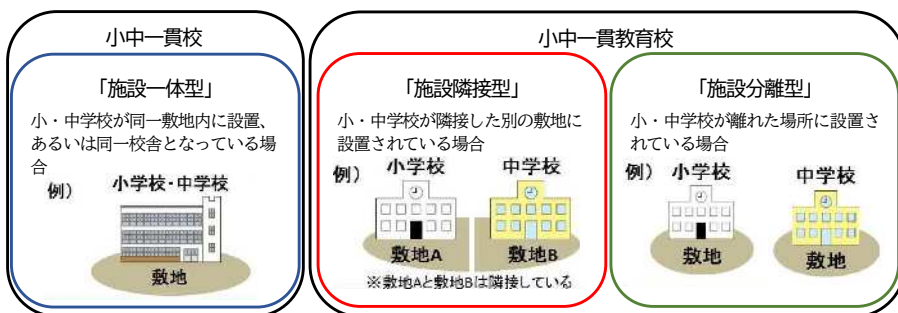 小中一貫校
「施設一体型」
小・中学校が同一敷地内に設置、
あるいは同一校舎となっている場
合
例）
小学校・中学校
敷地
小中一貫教育校
「施設隣接型」
小・中学校が隣接した別の敷地に
設置されている場合
例）
小学校
中学校
敷地A
敷地B
※敷地Aと敷地Bは隣接している
「施設分離型」
小・中学校が離れた場所に設置さ
れている場合
例）
小学校
中学校
敷地
敷地